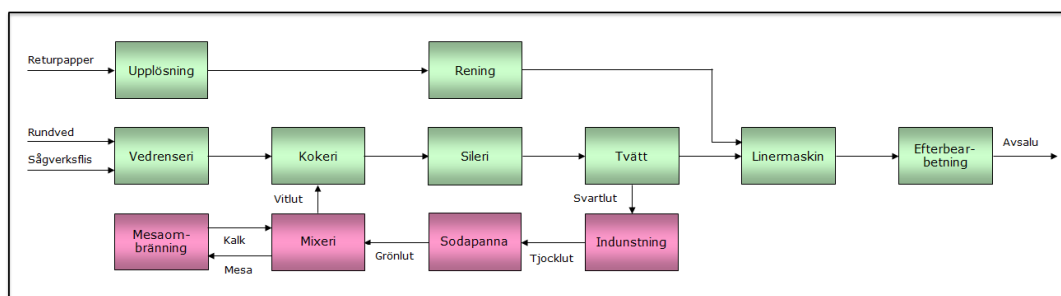 Returpapper
Upplösning
Rening
Rundved
Sågverksflis
Vedrenseri
Kokeri
Sileri
Tvätt
Linermaskin
Efterbear-
betning
Avsalu
Vitlut
Svartlut
Mesaom-
bränning
Kalk
Mesa
Mixeri
Grönlut
Sodapanna
Tjocklut
Indunstning